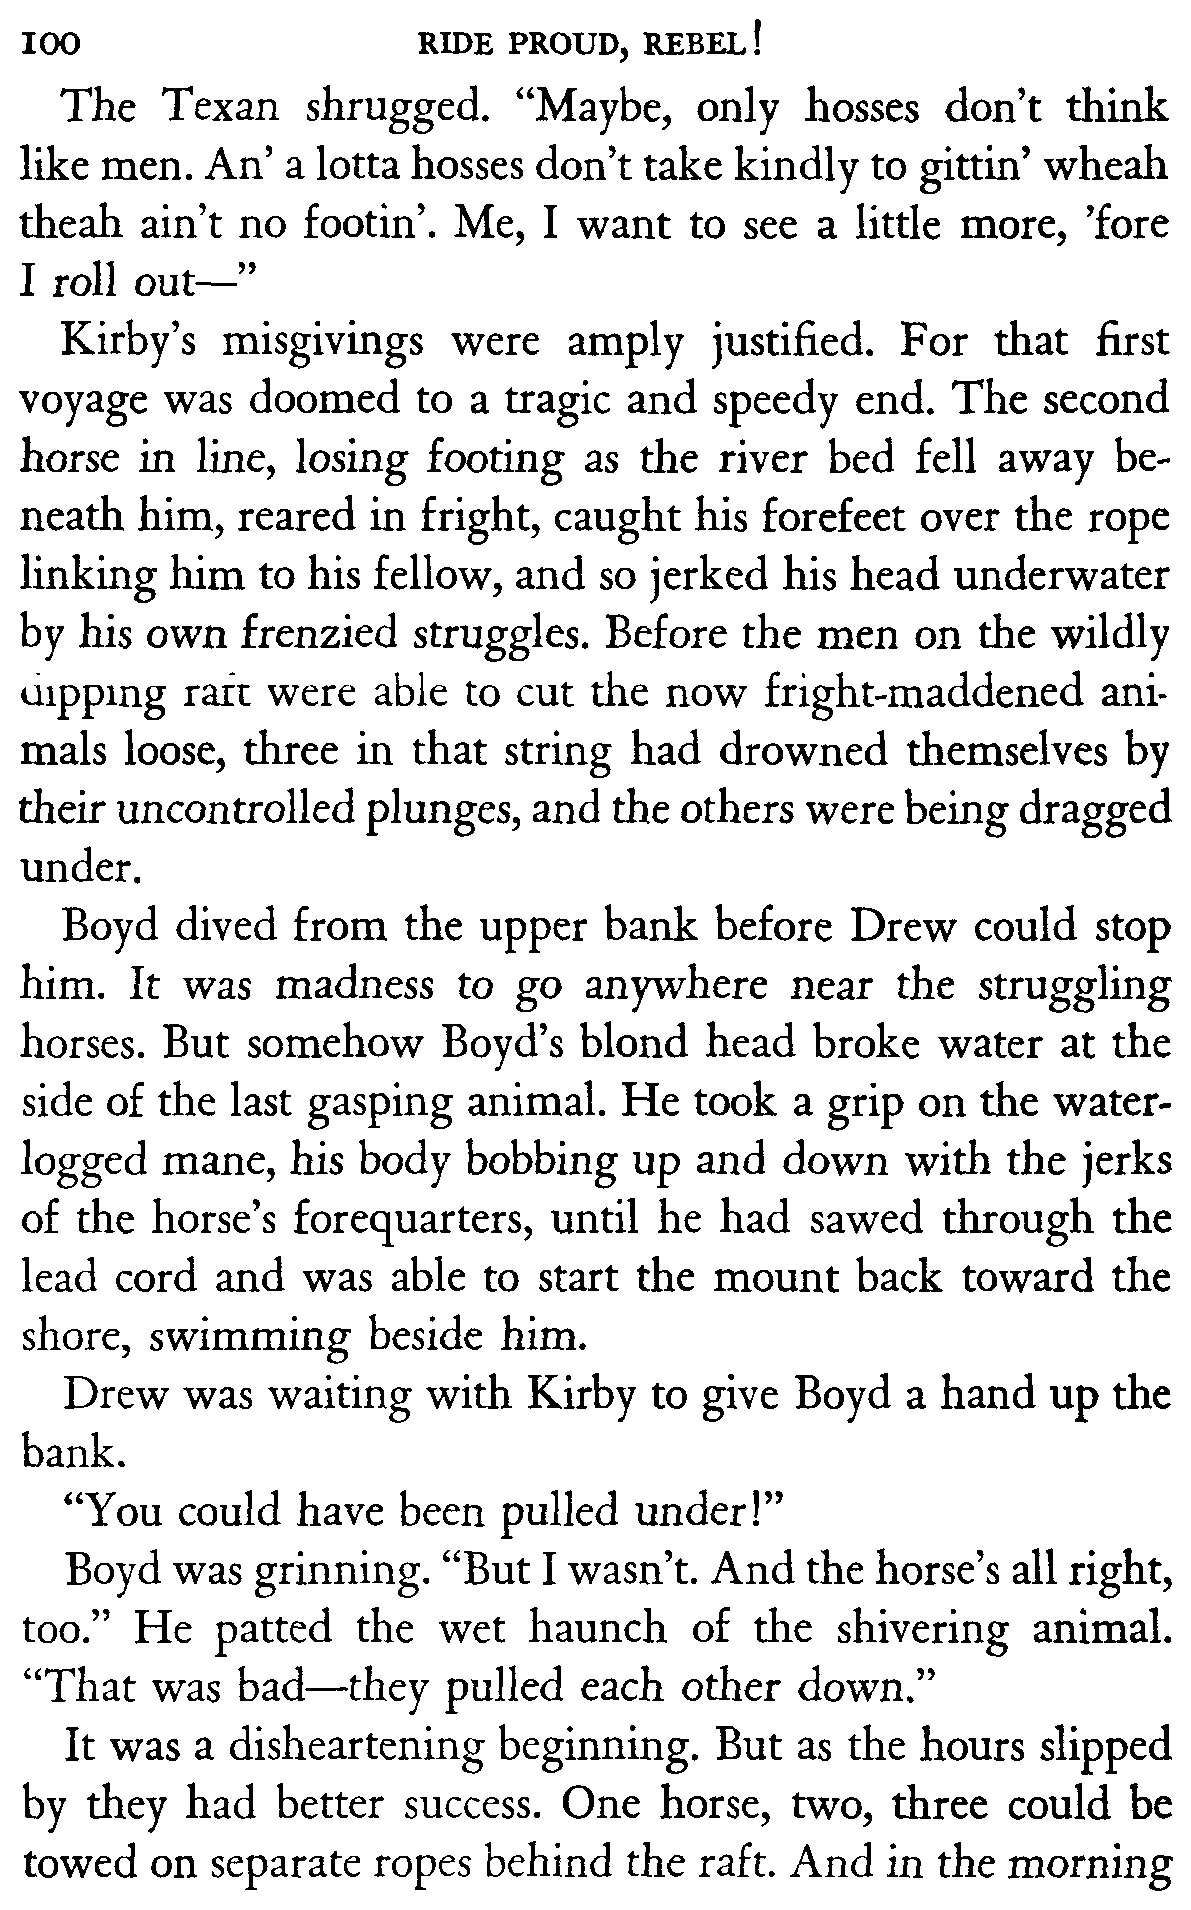 100 RIDE PROUD, REBEL!
The Texan shrugged. “Maybe, only hosses don’t think
like men. An’ a lotta hosses don’t take kindly to gittin’ wheah
theah ain’t no footin’. Me, I want to see a little more, ’fore
I roll out—”
Kirby’s misgivings were amply justified. For that first
voyage was doomed to a tragic and speedy end. The second
horse in line, losing footing as the river bed fell away be-
neath him, reared in fright, caught his forefeet over the rope
linking him to his fellow, and so jerked his head underwater
by his own frenzied struggles. Before the men on the wildly
dipping raft were able to cut the now fright-maddened ani-
mals loose, three in that string had drowned themselves by
their uncontrolled plunges, and the others were being dragged
under.
Boyd dived from the upper bank before Drew could stop
him. It was madness to go anywhere near the struggling
horses. But somehow Boyd’s blond head broke water at the
side of the last gasping animal. He took a grip on the water-
logged mane, his body bobbing up and down with the jerks
of the horse’s forequarters, until he had sawed through the
lead cord and was able to start the mount back toward the
shore, swimming beside him.
Drew was waiting with Kirby to give Boyd a hand up the
bank.
“You could have been pulled under!”
Boyd was grinning. “But I wasn’t. And the horse’s all right,
too.” He patted the wet haunch of the shivering animal.
“That was bad—they pulled each other down.”
It was a disheartening beginning. But as the hours slipped
by they had better success. One horse, two, three could be
towed on separate ropes behind the raft. And in the morning